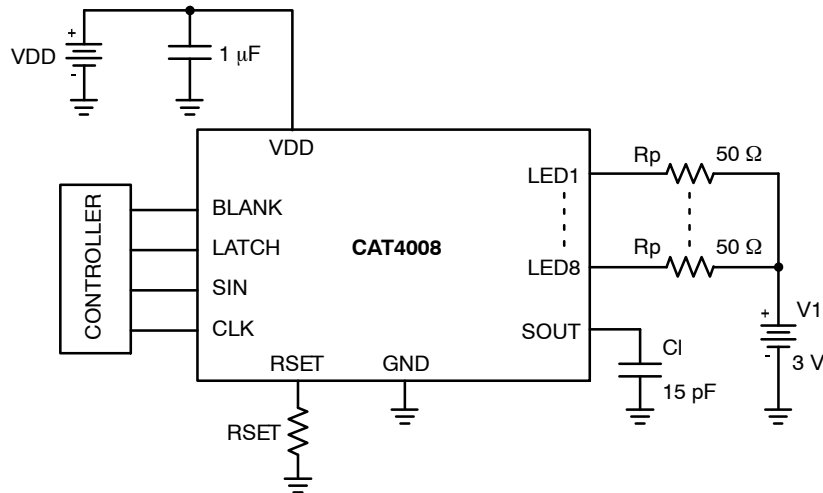 +
VDD
-
1 μF
VDD
CONTROLLER
BLANK
LATCH
SIN
CLK
CAT4008
LED1
LED8
SOUT
RSET
GND
Rp
50 Ω
Rp
50 Ω
+
V1
-
3 V
Cl
15 pF
RSET